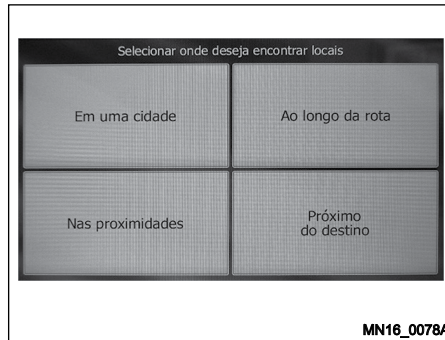 Selecionar onde deseja encontrar locais
Em uma cidade
Ao longo da rota
Nas proximidades
Próximo
do destino
MN16_0078A